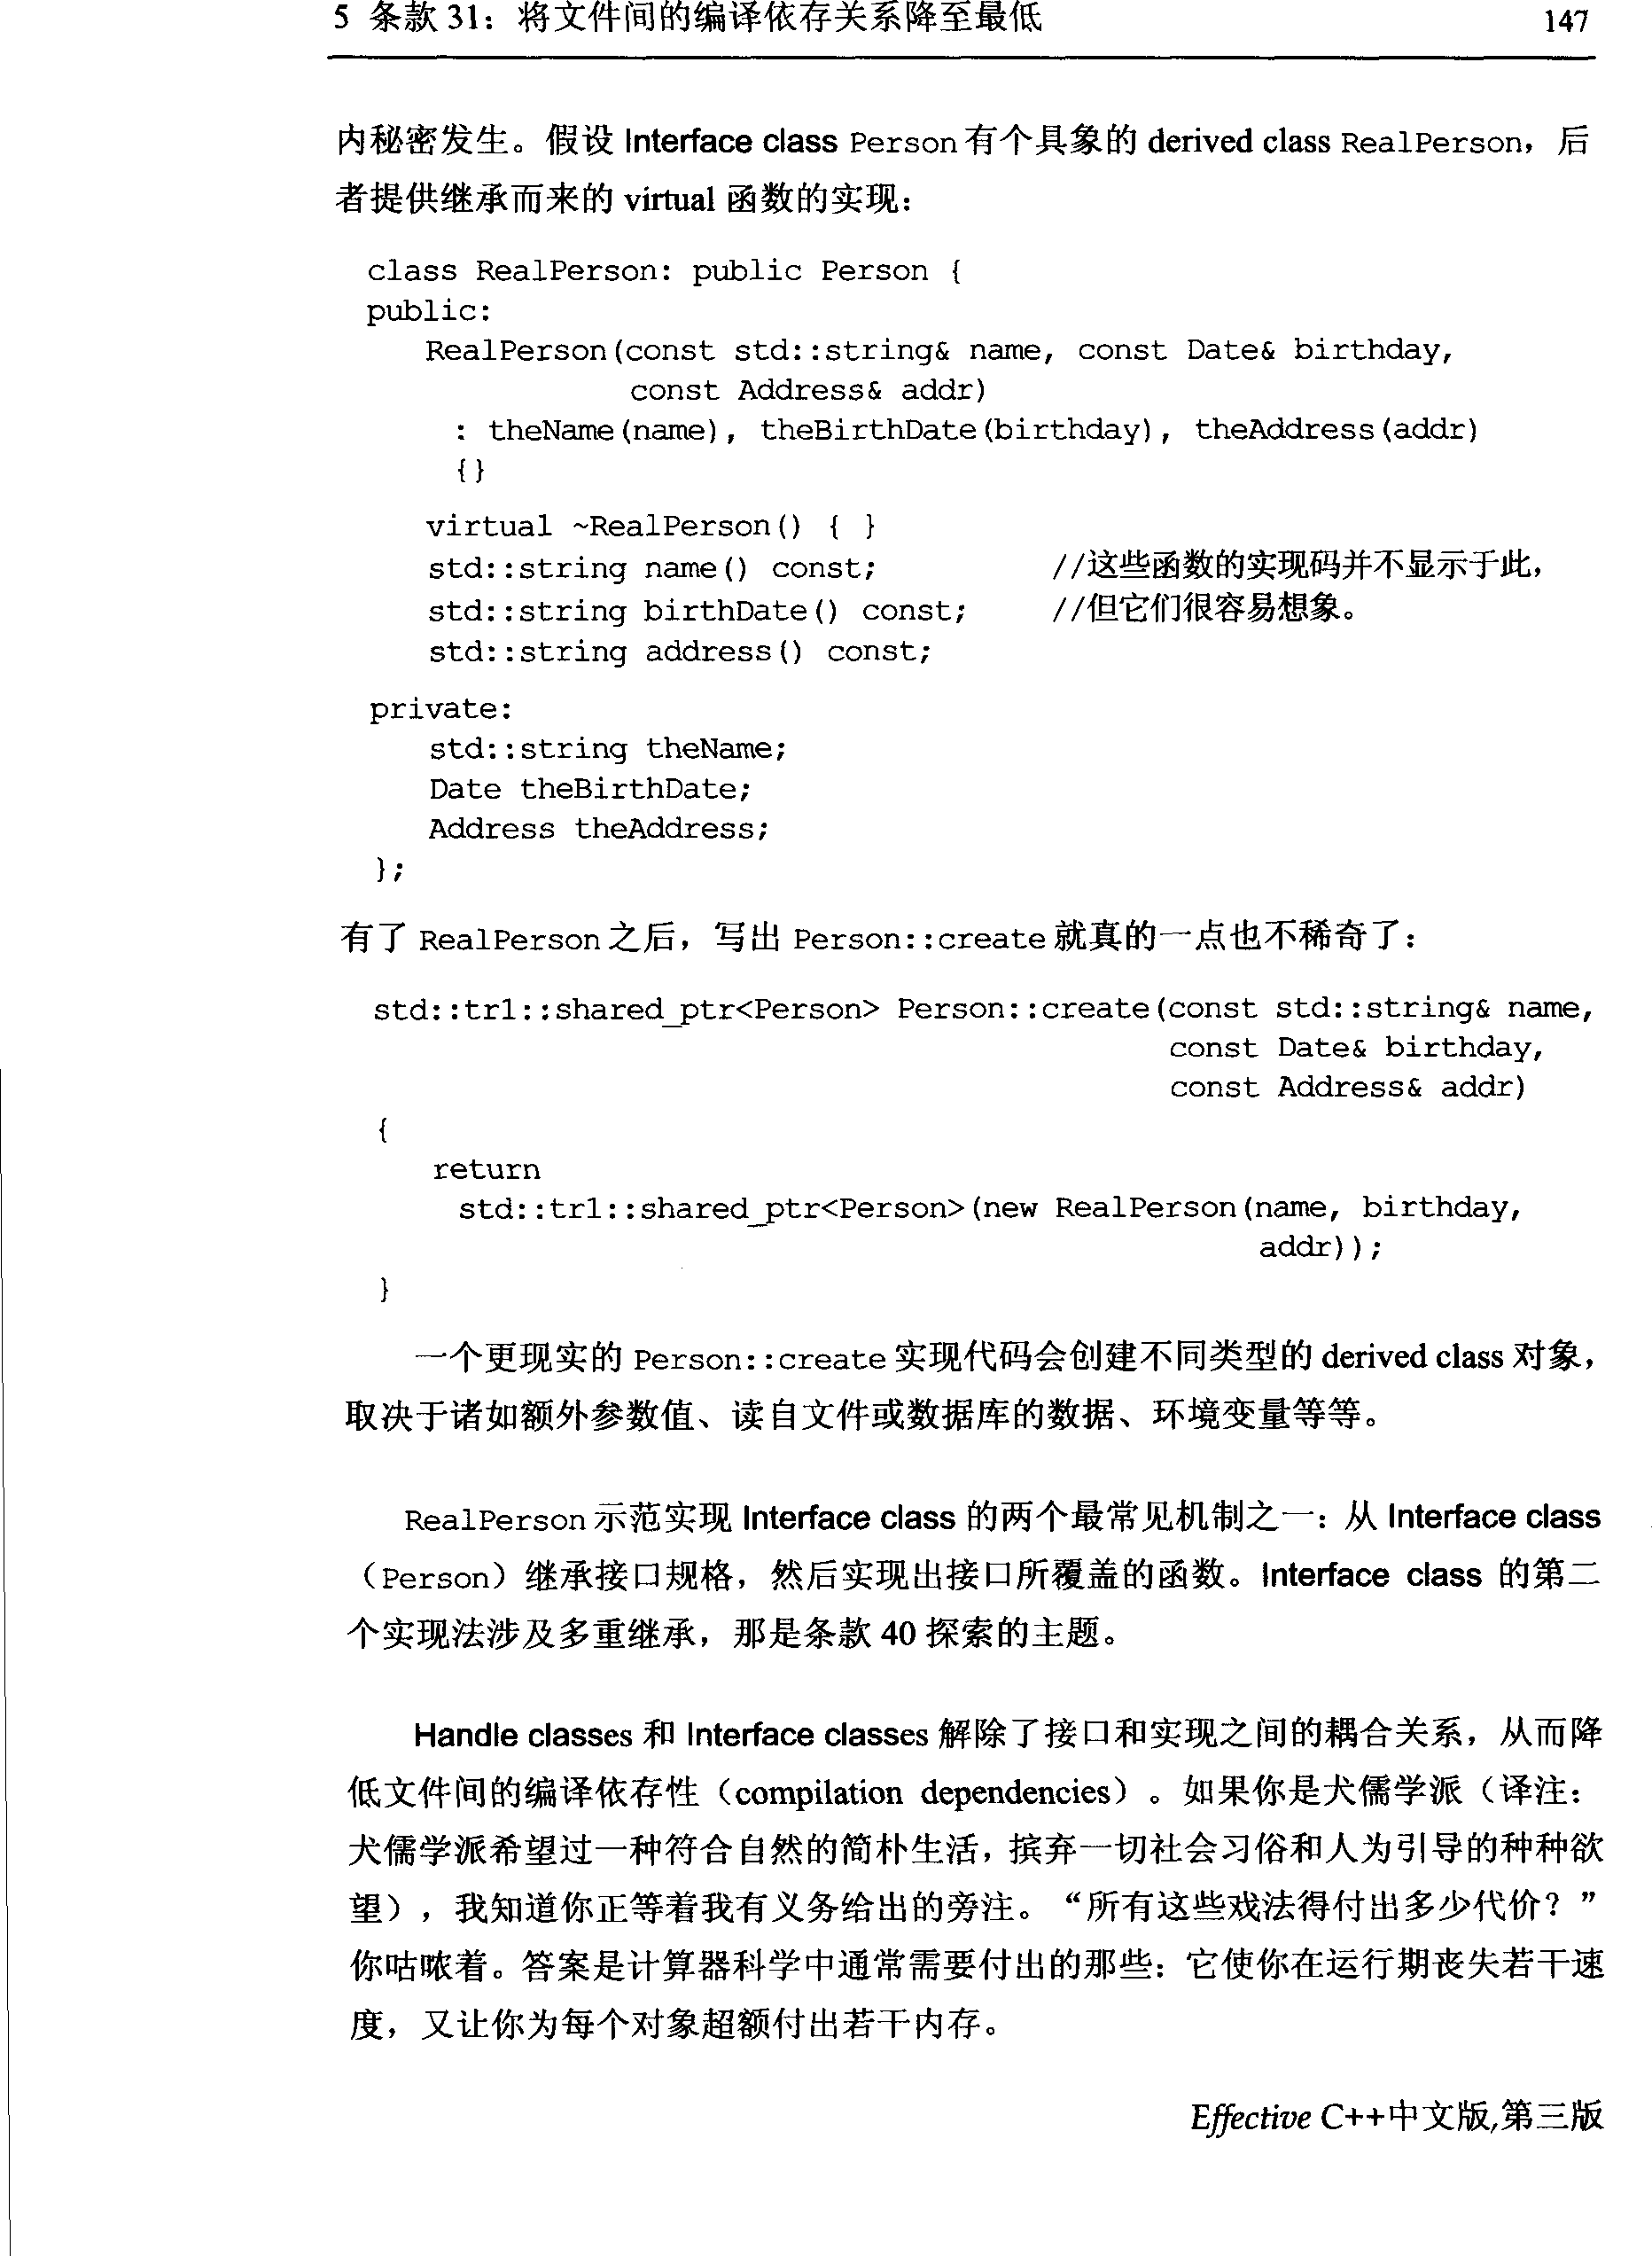 5 条款 31：将文件间的编译依存关系降至最低 147
内秘密发生。假设 Interface class Person 有个具象的 derived class RealPerson，后
者提供继承而来的 virtual 函数的实现：
class RealPerson: public Person {
public:
RealPerson(const std::string& name, const Date& birthday,
const Address& addr)
: theName(name), theBirthDate(birthday), theAddress(addr)
{}
virtual ~RealPerson() { }
std::string name() const; //这些函数的实现码并不显示于此，
std::string birthDate() const; //但它们很容易想象。
std::string address() const;
private:
std::string theName;
Date theBirthDate;
Address theAddress;
};
有了 RealPerson 之后，写出 Person::create 就真的一点也不稀奇了：
std::tr1::shared_ptr<Person> Person::create(const std::string& name,
const Date& birthday,
const Address& addr)
{
return
std::tr1::shared_ptr<Person>(new RealPerson(name, birthday,
addr));
}
一个更现实的 Person::create 实现代码会创建不同类型的 derived class 对象，
取决于诸如额外参数值、读自文件或数据库的数据、环境变量等等。
RealPerson 示范实现 Interface class 的两个最常见机制之一：从 Interface class
（Person）继承接口规格，然后实现出接口所覆盖的函数。Interface class 的第二
个实现法涉及多重继承，那是条款 40 探索的主题。
Handle classes 和 Interface classes 解除了接口和实现之间的耦合关系，从而降
低文件间的编译依存性（compilation dependencies）。如果你是犬儒学派（译注：
犬儒学派希望过一种符合自然的简朴生活，摈弃一切社会习俗和人为引导的种种欲
望），我知道你正等着我有义务给出的旁注。“所有这些戏法得付出多少代价？”
你咕哝着。答案是计算器科学中通常需要付出的那些：它使你在运行期丧失若干速
度，又让你为每个对象超额付出若干内存。
Effective C++中文版,第三版